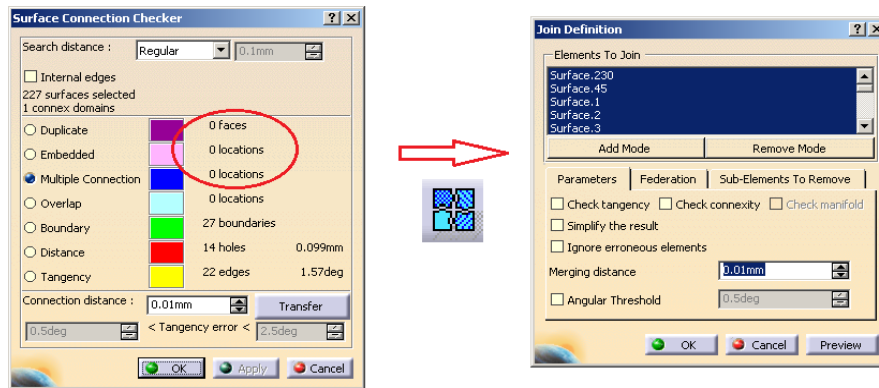 Surface Connection Checker
Search distance :
Regular
0.1mm
Internal edges
227 surfaces selected
1 connex domains
Duplicate
0 faces
Embedded
0 locations
Multiple Connection
0 locations
Overlap
0 locations
Boundary
27 boundaries
Distance
14 holes
0.099mm
Tangency
22 edges
1.57deg
Connection distance :
0.01mm
Transfer
0.5deg
< Tangency error <
2.5deg
OK
Apply
Cancel
Join Definition
Elements To Join
Surface.230
Surface.45
Surface.1
Surface.2
Surface.3
Add Mode
Remove Mode
Parameters
Federation
Sub-Elements To Remove
Check tangency
Check connexity
Check manifold
Simplify the result
Ignore erroneous elements
Merging distance
0.01mm
Angular Threshold
0.5deg
OK
Cancel
Preview